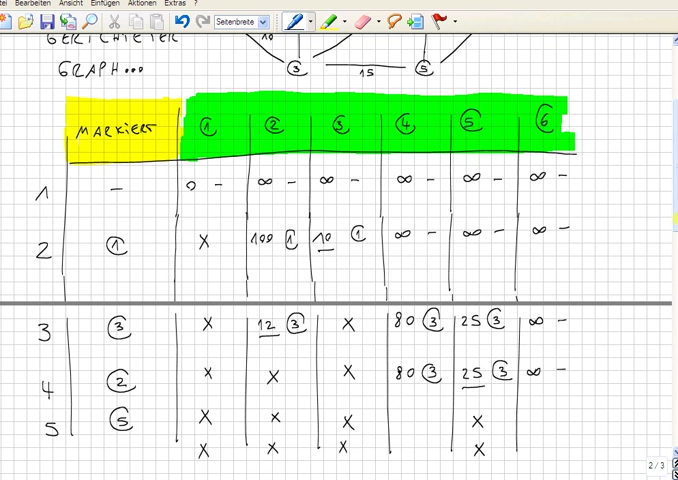 tei Bearbeiten Ansicht Einfügen Aktionen Extras ?
Seitenbreite
GERICHTETER 10
GRAPH... 3 15 5
MARKIERT 1 2 3 4 5 6
1 - 0 - ∞ - ∞ - ∞ - ∞ - ∞ -
2 1 X 100 1 10 1 ∞ - ∞ - ∞ -
3 3 X 12 3 X 80 3 25 3 ∞ -
4 2 X X X 80 3 25 3 ∞ -
5 5 X X X X
X X X X
2/3